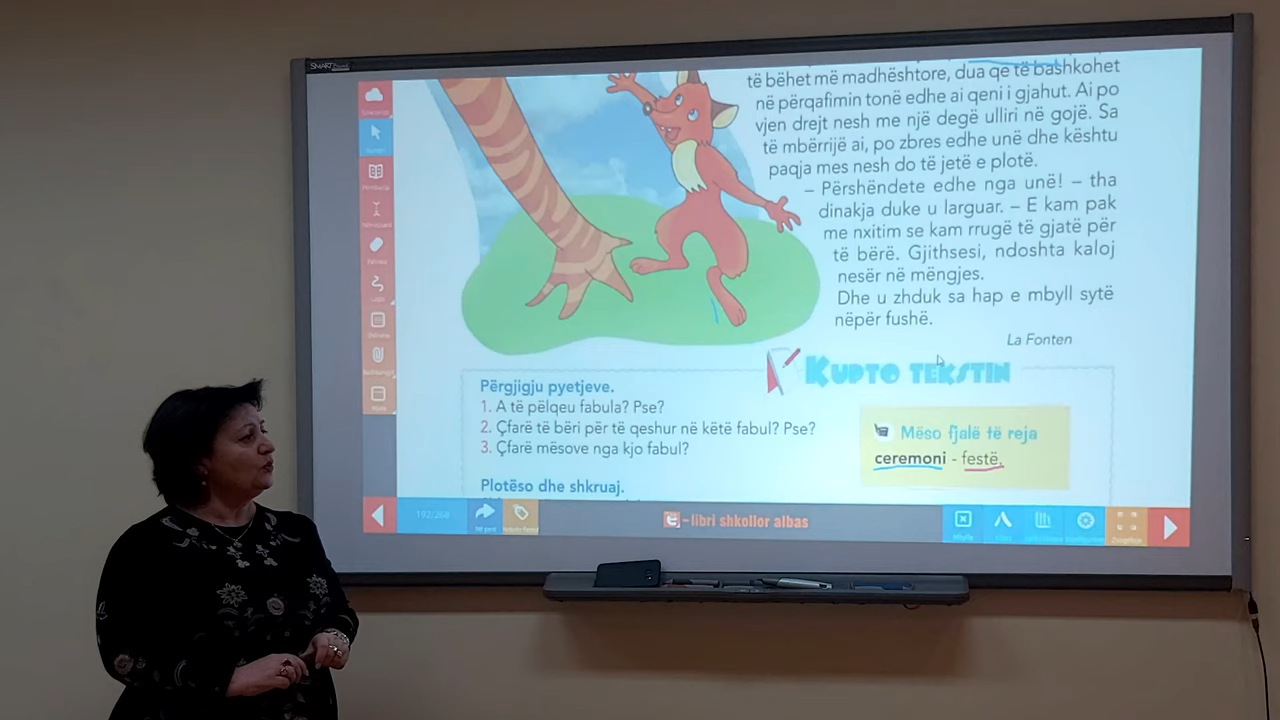 SMART
të bëhet më madhështore, dua qe të bashkohet
në përqafimin tonë edhe ai qeni i gjahut. Ai po
vjen drejt nesh me një degë ulliri në gojë. Sa
të mbërrijë ai, po zbres edhe unë dhe kështu
paqja mes nesh do të jetë e plotë.
– Përshëndete edhe nga unë! – tha
dinakja duke u larguar. – E kam pak
me nxitim se kam rrugë të gjatë për
të bërë. Gjithsesi, ndoshta kaloj
nesër në mëngjes.
Dhe u zhduk sa hap e mbyll sytë
nëpër fushë.
La Fonten
KUPTO TEKSTIN
Përgjigju pyetjeve.
1. A të pëlqeu fabula? Pse?
2. Çfarë të bëri për të qeshur në këtë fabul? Pse?
3. Çfarë mësove nga kjo fabul?
Mëso fjalë të reja
ceremoni - festë.
Plotëso dhe shkruaj.
192/268
–libri shkollor albas